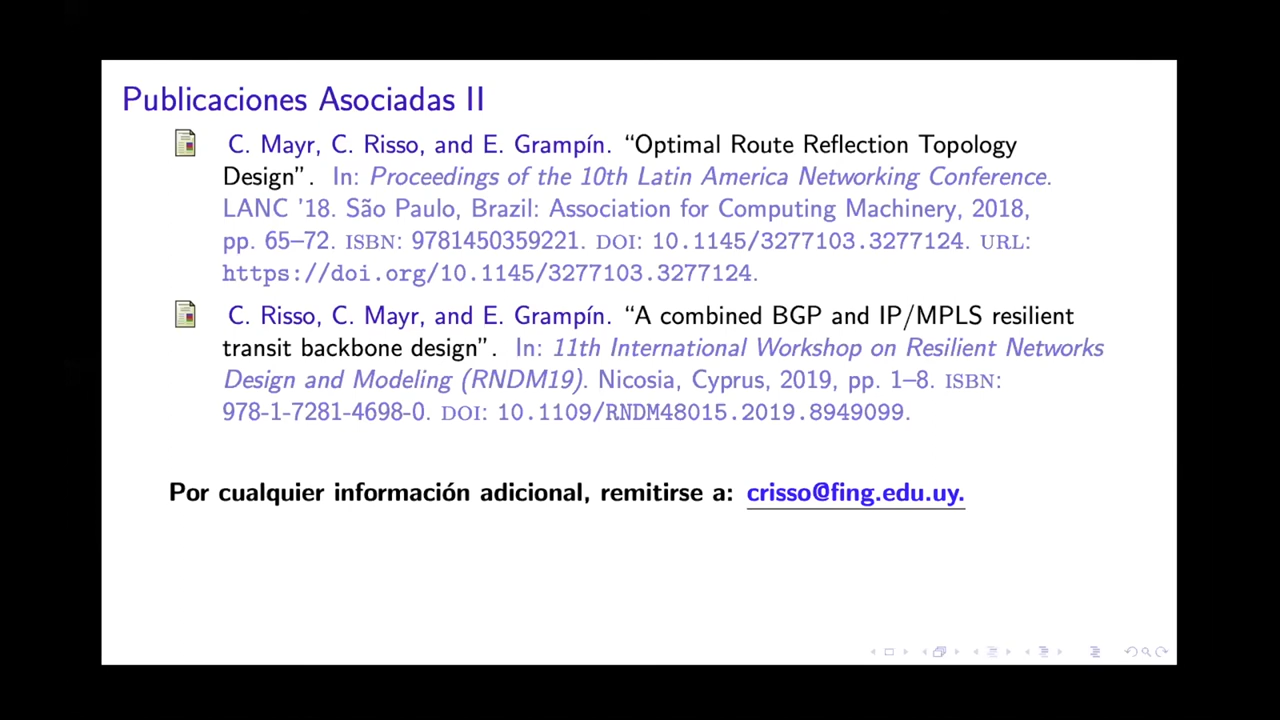 Publicaciones Asociadas II
C. Mayr, C. Risso, and E. Grampín. “Optimal Route Reflection Topology
Design”. In: Proceedings of the 10th Latin America Networking Conference.
LANC ’18. São Paulo, Brazil: Association for Computing Machinery, 2018,
pp. 65–72. ISBN: 9781450359221. DOI: 10.1145/3277103.3277124. URL:
https://doi.org/10.1145/3277103.3277124.
C. Risso, C. Mayr, and E. Grampín. “A combined BGP and IP/MPLS resilient
transit backbone design”. In: 11th International Workshop on Resilient Networks
Design and Modeling (RNDM19). Nicosia, Cyprus, 2019, pp. 1–8. ISBN:
978-1-7281-4698-0. DOI: 10.1109/RNDM48015.2019.8949099.
Por cualquier información adicional, remitirse a: crisso@fing.edu.uy.